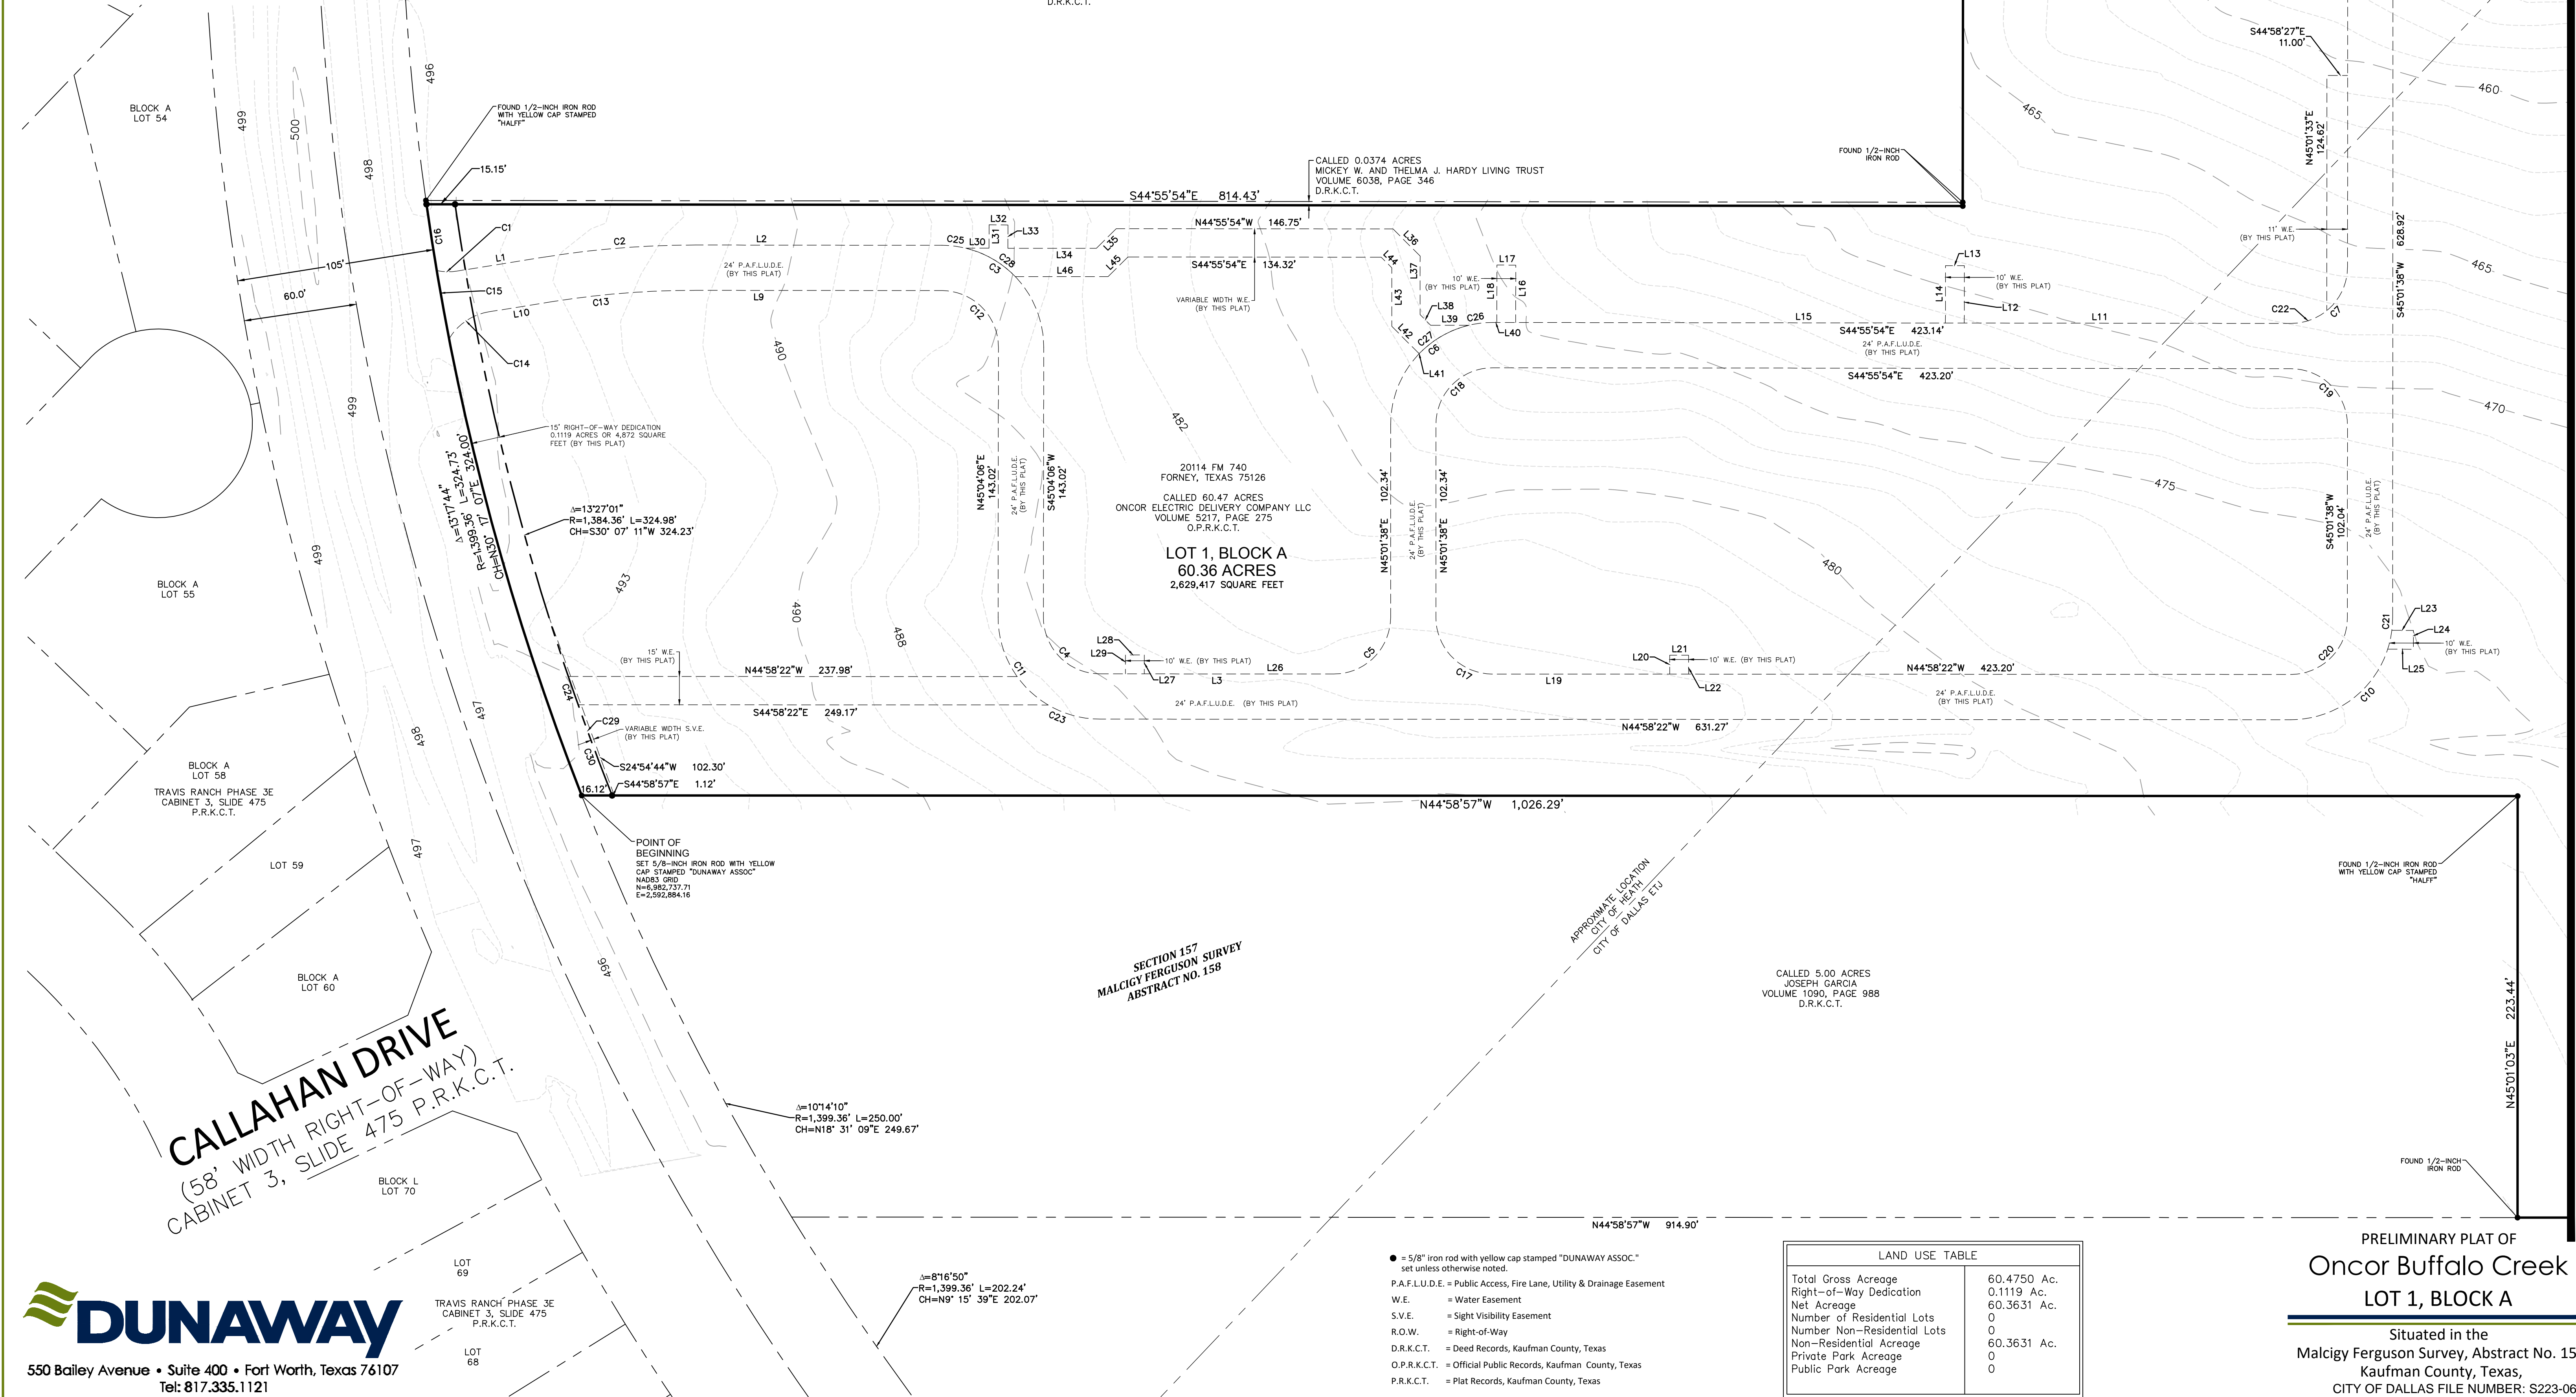 D.R.K.C.T.
S44°58'27"E
11.00'
BLOCK A
LOT 54
499
500
498
496
FOUND 1/2-INCH IRON ROD
WITH YELLOW CAP STAMPED
"HALFF"
15.15'
CALLED 0.0374 ACRES
MICKEY W. AND THELMA J. HARDY LIVING TRUST
VOLUME 6038, PAGE 346
D.R.K.C.T.
S44°55'54"E 814.43'
FOUND 1/2-INCH
IRON ROD
465
460
N45°01'33"E
124.62'
11' W.E.
(BY THIS PLAT)
S45°01'38"W 628.92'
465
C16
C1
105'
60.0'
L1
C2
L2
C25
L30
L31
L32
L33
C3
C28
L34
L46
L35
L45
24' P.A.F.L.U.D.E.
(BY THIS PLAT)
N44°55'54"W 146.75'
S44°55'54"E 134.32'
VARIABLE WIDTH W.E.
(BY THIS PLAT)
L36
L44
L37
L43
L38
L39
L42
C27
C6
C26
L41
L40
10' W.E.
(BY THIS PLAT)
L17
L18
L16
L15
L13
L14
10' W.E.
(BY THIS PLAT)
L12
L11
C22
C7
S44°55'54"E 423.14'
24' P.A.F.L.U.D.E.
(BY THIS PLAT)
S44°55'54"E 423.20'
C15
L10
C13
L9
C12
C14
490
499
C18
C19
470
482
15' RIGHT-OF-WAY DEDICATION
0.1119 ACRES OR 4,872 SQUARE
FEET (BY THIS PLAT)
Δ=13°17'44"
R=1,399.36' L=324.73'
CH=N30° 17' 07"E 324.00'
Δ=13°27'01"
R=1,384.36' L=324.98'
CH=S30° 07' 11"W 324.23'
N45°04'06"E
143.02'
24' P.A.F.L.U.D.E.
(BY THIS PLAT)
S45°04'06"W
143.02'
20114 FM 740
FORNEY, TEXAS 75126
CALLED 60.47 ACRES
ONCOR ELECTRIC DELIVERY COMPANY LLC
VOLUME 5217, PAGE 275
O.P.R.K.C.T.
LOT 1, BLOCK A
60.36 ACRES
2,629,417 SQUARE FEET
N45°01'38"E 102.34'
24' P.A.F.L.U.D.E.
(BY THIS PLAT)
N45°01'38"E 102.34'
475
480
S45°01'38"W
102.04'
24' P.A.F.L.U.D.E.
(BY THIS PLAT)
499
BLOCK A
LOT 55
493
490
488
15' W.E.
(BY THIS PLAT)
N44°58'22"W 237.98'
C11
C4
L28
L29
10' W.E. (BY THIS PLAT)
L27
L3
L26
C5
C17
L19
L20
L21
10' W.E. (BY THIS PLAT)
L22
N44°58'22"W 423.20'
C20
C21
L23
L24
10' W.E.
(BY THIS PLAT)
L25
C10
C24
S44°58'22"E 249.17'
C23
24' P.A.F.L.U.D.E. (BY THIS PLAT)
24' P.A.F.L.U.D.E.
(BY THIS PLAT)
N44°58'22"W 631.27'
C29
VARIABLE WIDTH S.V.E.
(BY THIS PLAT)
C30
S24°54'44"W 102.30'
S44°58'57"E 1.12'
16.12'
N44°58'57"W 1,026.29'
498
497
BLOCK A
LOT 58
TRAVIS RANCH PHASE 3E
CABINET 3, SLIDE 475
P.R.K.C.T.
497
LOT 59
POINT OF
BEGINNING
SET 5/8-INCH IRON ROD WITH YELLOW
CAP STAMPED "DUNAWAY ASSOC"
NAD83 GRID
N=6,982,737.71
E=2,592,884.16
FOUND 1/2-INCH IRON ROD
WITH YELLOW CAP STAMPED
"HALFF"
APPROXIMATE LOCATION
CITY OF HEATH
CITY OF DALLAS ETJ
SECTION 157
MALCIGY FERGUSON SURVEY
ABSTRACT NO. 158
496
BLOCK A
LOT 60
CALLED 5.00 ACRES
JOSEPH GARCIA
VOLUME 1090, PAGE 988
D.R.K.C.T.
N45°01'03"E 223.44'
CALLAHAN DRIVE
(58' WIDTH RIGHT-OF-WAY)
CABINET 3, SLIDE 475 P.R.K.C.T.
Δ=10°14'10"
R=1,399.36' L=250.00'
CH=N18° 31' 09"E 249.67'
FOUND 1/2-INCH
IRON ROD
BLOCK L
LOT 70
N44°58'57"W 914.90'
LOT
69
Δ=8°16'50"
R=1,399.36' L=202.24'
CH=N9° 15' 39"E 202.07'
TRAVIS RANCH PHASE 3E
CABINET 3, SLIDE 475
P.R.K.C.T.
LOT
68
DUNAWAY
550 Bailey Avenue • Suite 400 • Fort Worth, Texas 76107
Tel: 817.335.1121
● = 5/8" iron rod with yellow cap stamped "DUNAWAY ASSOC."
set unless otherwise noted.
P.A.F.L.U.D.E. = Public Access, Fire Lane, Utility & Drainage Easement
W.E. = Water Easement
S.V.E. = Sight Visibility Easement
R.O.W. = Right-of-Way
D.R.K.C.T. = Deed Records, Kaufman County, Texas
O.P.R.K.C.T. = Official Public Records, Kaufman County, Texas
P.R.K.C.T. = Plat Records, Kaufman County, Texas
LAND USE TABLE
Total Gross Acreage 60.4750 Ac.
Right-of-Way Dedication 0.1119 Ac.
Net Acreage 60.3631 Ac.
Number of Residential Lots 0
Number Non-Residential Lots 0
Non-Residential Acreage 60.3631 Ac.
Private Park Acreage 0
Public Park Acreage 0
PRELIMINARY PLAT OF
Oncor Buffalo Creek
LOT 1, BLOCK A
Situated in the
Malcigy Ferguson Survey, Abstract No. 15
Kaufman County, Texas,
CITY OF DALLAS FILE NUMBER: S223-06